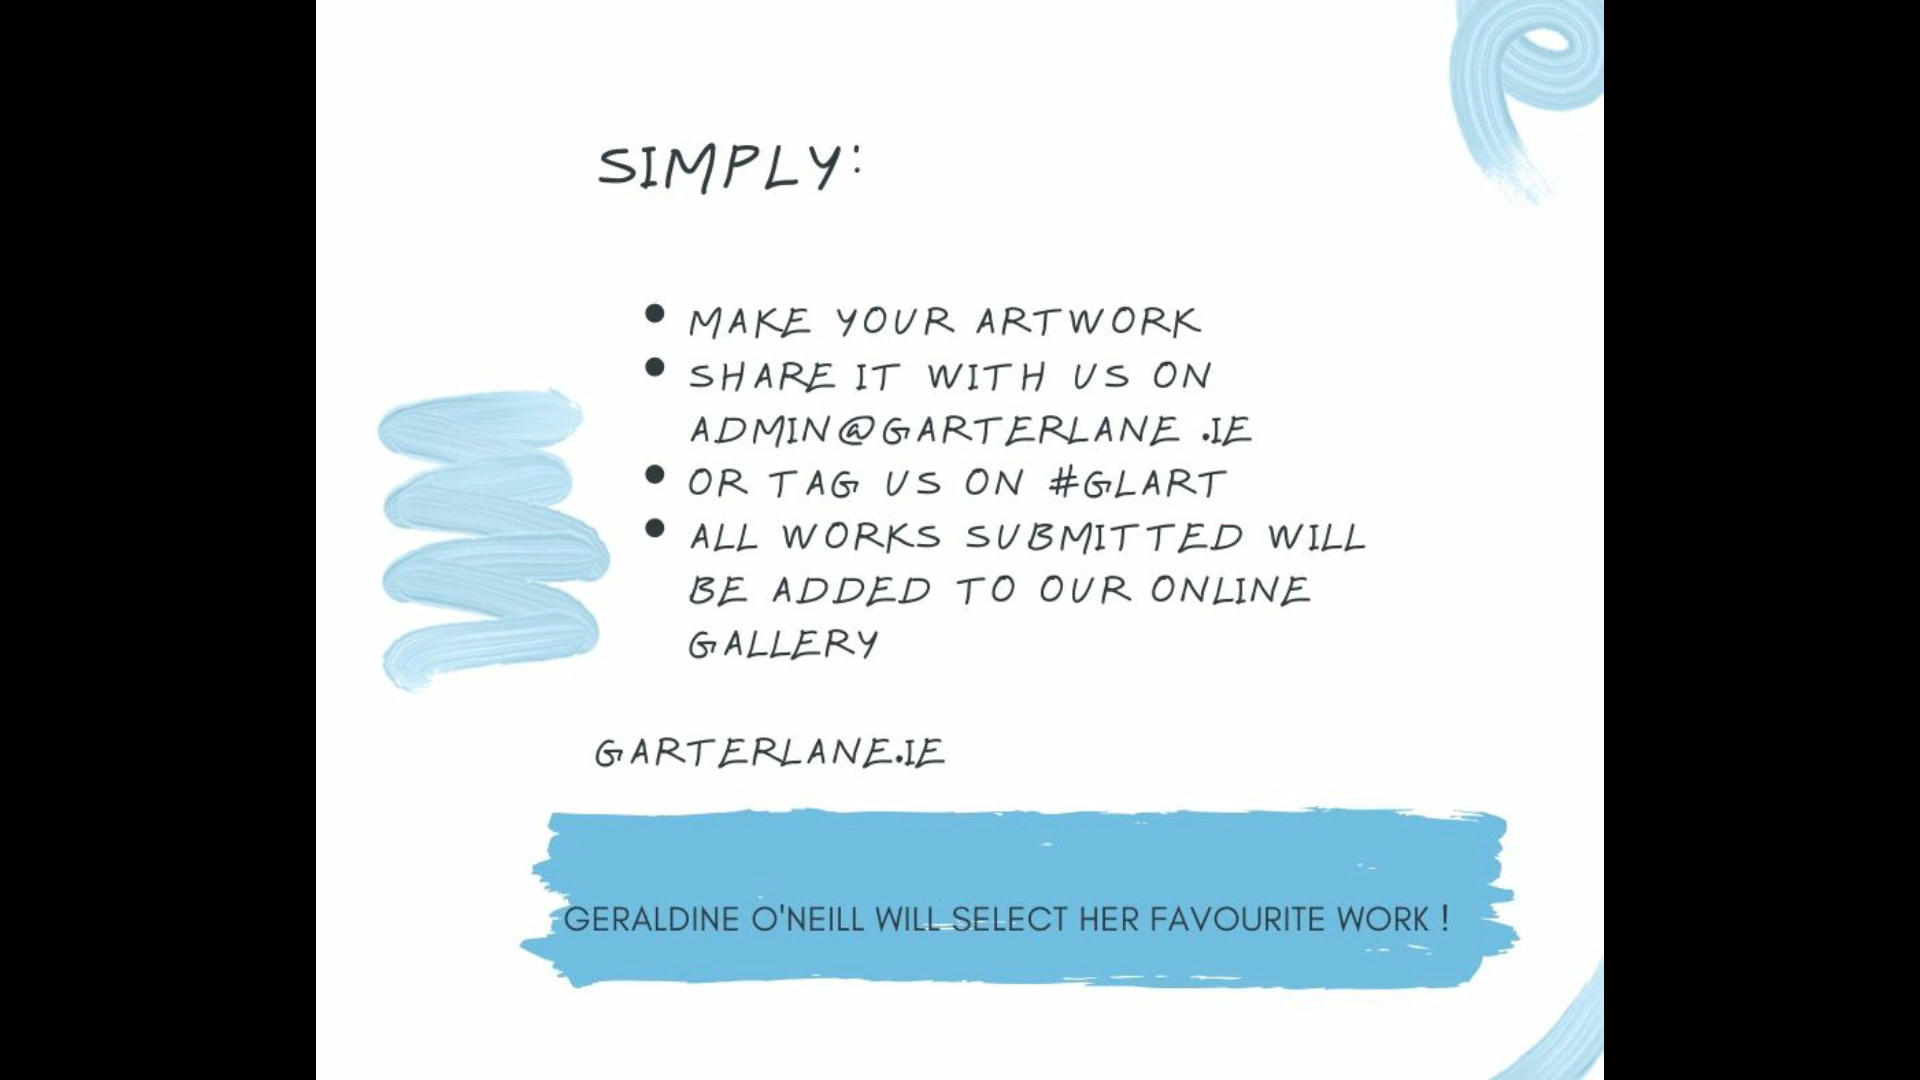 SIMPLY:
• MAKE YOUR ARTWORK
• SHARE IT WITH US ON
ADMIN@GARTERLANE .IE
• OR TAG US ON #GLART
• ALL WORKS SUBMITTED WILL
BE ADDED TO OUR ONLINE
GALLERY
GARTERLANE.IE
GERALDINE O'NEILL WILL SELECT HER FAVOURITE WORK !